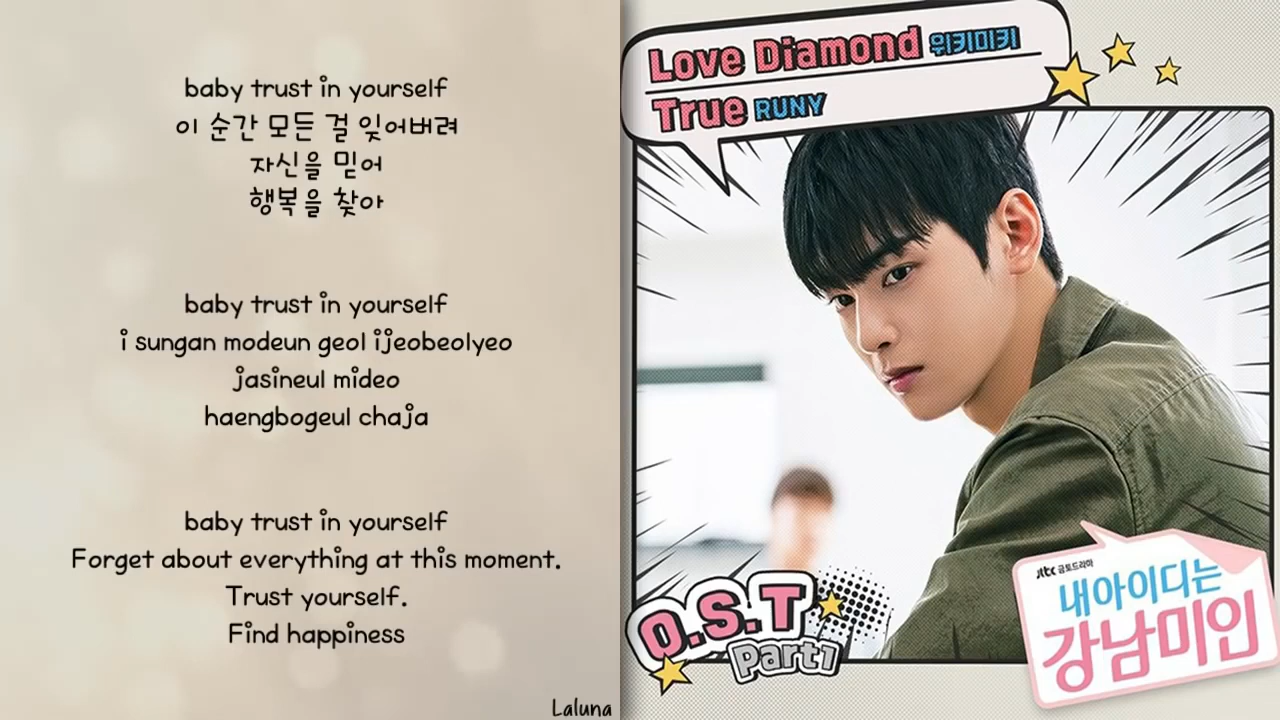 baby trust in yourself
이 순간 모든 걸 잊어버려
자신을 믿어
행복을 찾아
baby trust in yourself
i sungan modeun geol ijeobeolyeo
jasineul mideo
haengbogeul chaja
baby trust in yourself
Forget about everything at this moment.
Trust yourself.
Find happiness
Laluna
Love Diamond 위키미키
True RUNY
O.S.T
Part1
jtbc 금토드라마
내아이디는
강남미인